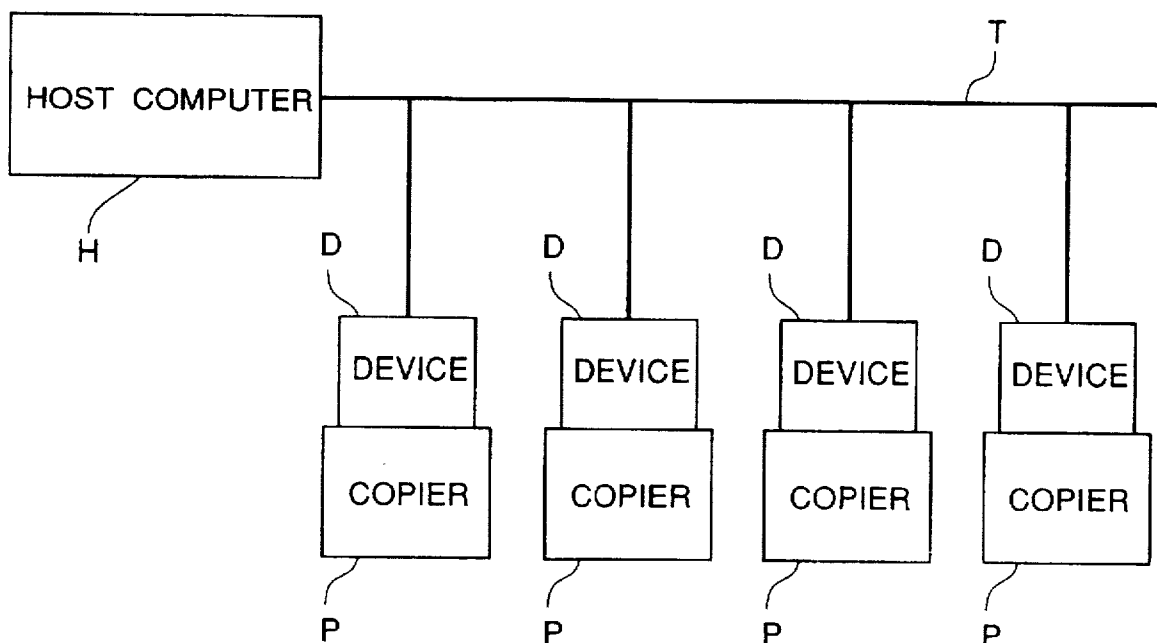 T
HOST COMPUTER
H
D D D D
DEVICE DEVICE DEVICE DEVICE
COPIER COPIER COPIER COPIER
P P P P